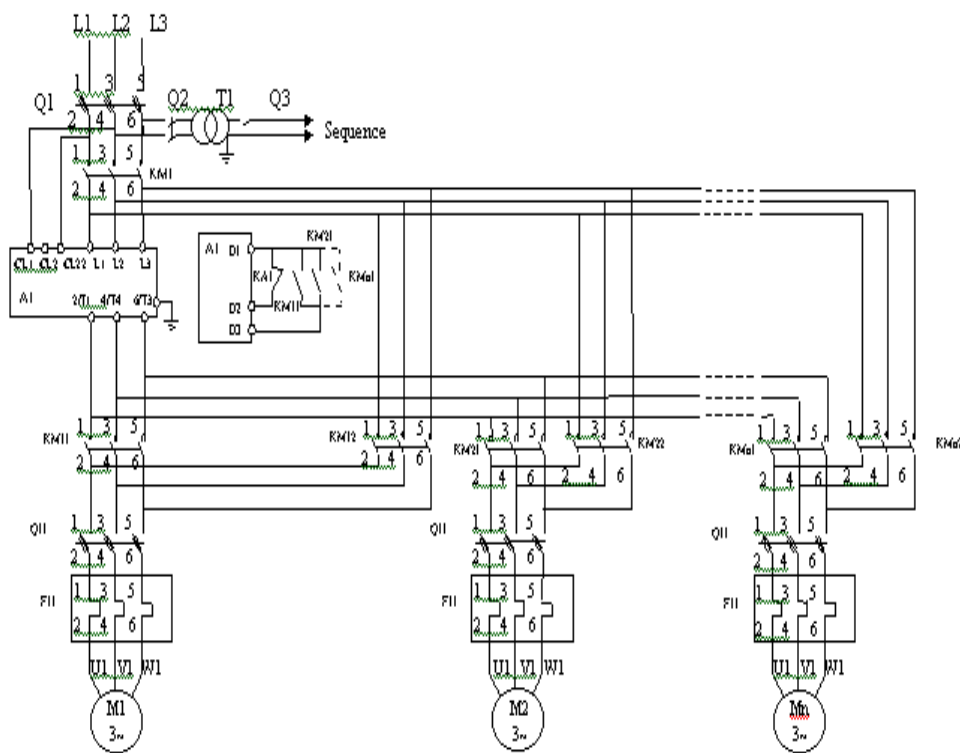 L1 L2 L3
1 3 5
Q1 Q2 T1 Q3
2 4 6
Sequence
1 3 5
KM1
2 4 6
CL1 CL2 CL22 L1 L2 L3
A1
2/T1 4/T4 6/T3
A1 D1
KM21
KA1 KM11 KMn1
D2
D3
1 3 5
KM11
2 4 6
1 3 5
KM12
2 4 6
1 3 5
KM21
2 4 6
1 3 5
KM22
2 4 6
1 3 5
KMn1
2 4 6
1 3 5
KMn2
2 4 6
1 3 5
Q11
2 4 6
1 3 5
Q11
2 4 6
1 3 5
Q11
2 4 6
1 3 5
F11
2 4 6
1 3 5
F11
2 4 6
1 3 5
F11
2 4 6
U1 V1 W1
U1 V1 W1
U1 V1 W1
M1
3~
M2
3~
Mn
3~